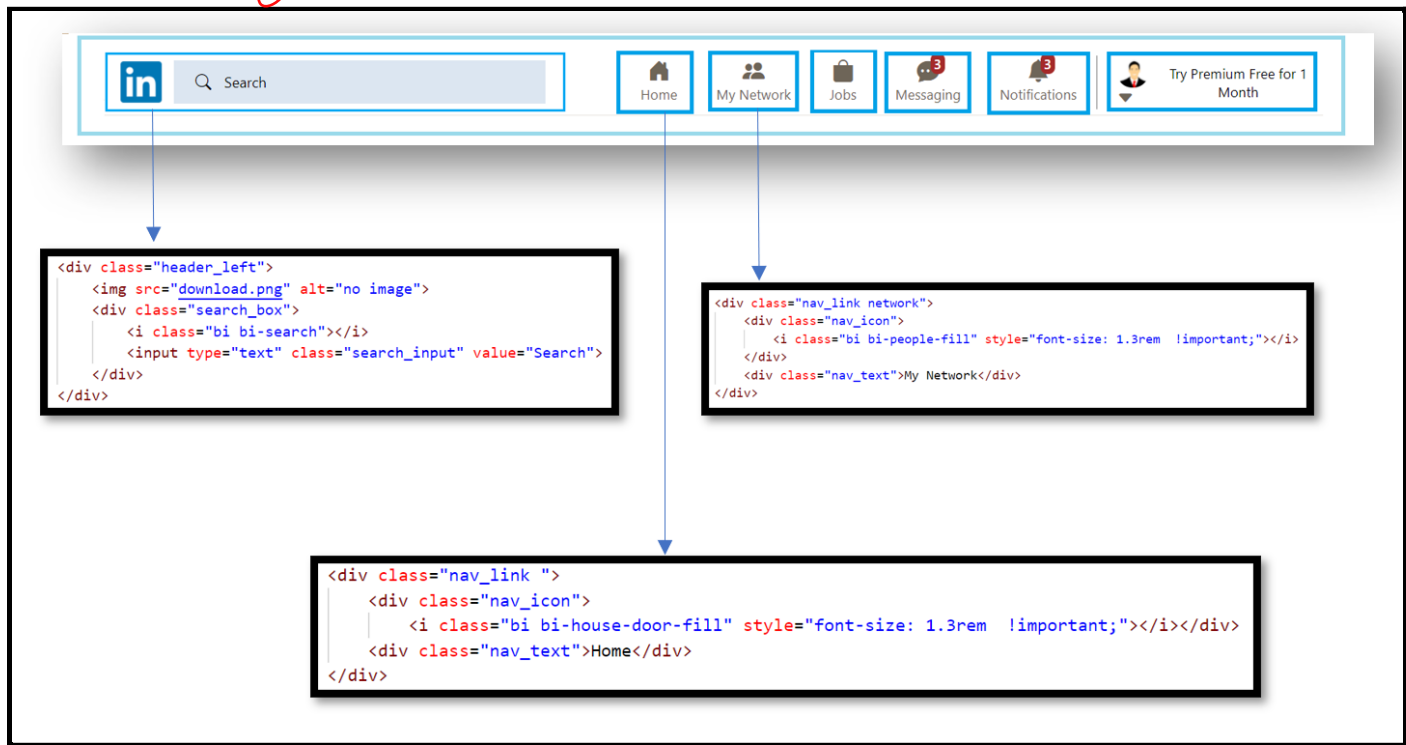 in
Search
Home
My Network
Jobs
3
Messaging
3
Notifications
Try Premium Free for 1
Month
<div class="header_left">
<img src="download.png" alt="no image">
<div class="search_box">
<i class="bi bi-search"></i>
<input type="text" class="search_input" value="Search">
</div>
</div>
<div class="nav_link network">
<div class="nav_icon">
<i class="bi bi-people-fill" style="font-size: 1.3rem  !important;"></i>
</div>
<div class="nav_text">My Network</div>
</div>
<div class="nav_link ">
<div class="nav_icon">
<i class="bi bi-house-door-fill" style="font-size: 1.3rem  !important;"></i></div>
<div class="nav_text">Home</div>
</div>